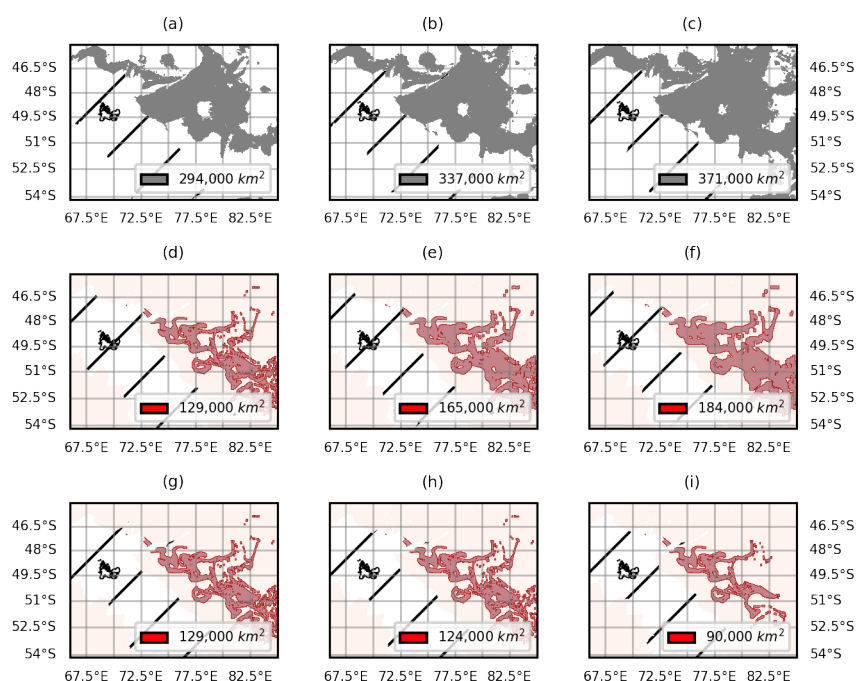 (a) (b) (c)
46.5°S 46.5°S
48°S 48°S
49.5°S 49.5°S
51°S 51°S
52.5°S 52.5°S
294,000 km² 337,000 km² 371,000 km²
54°S 54°S
67.5°E 72.5°E 77.5°E 82.5°E 67.5°E 72.5°E 77.5°E 82.5°E 67.5°E 72.5°E 77.5°E 82.5°E
(d) (e) (f)
46.5°S 46.5°S
48°S 48°S
49.5°S 49.5°S
51°S 51°S
52.5°S 52.5°S
129,000 km² 165,000 km² 184,000 km²
54°S 54°S
67.5°E 72.5°E 77.5°E 82.5°E 67.5°E 72.5°E 77.5°E 82.5°E 67.5°E 72.5°E 77.5°E 82.5°E
(g) (h) (i)
46.5°S 46.5°S
48°S 48°S
49.5°S 49.5°S
51°S 51°S
52.5°S 52.5°S
129,000 km² 124,000 km² 90,000 km²
54°S 54°S
67.5°E 72.5°E 77.5°E 82.5°E 67.5°E 72.5°E 77.5°E 82.5°E 67.5°E 72.5°E 77.5°E 82.5°E